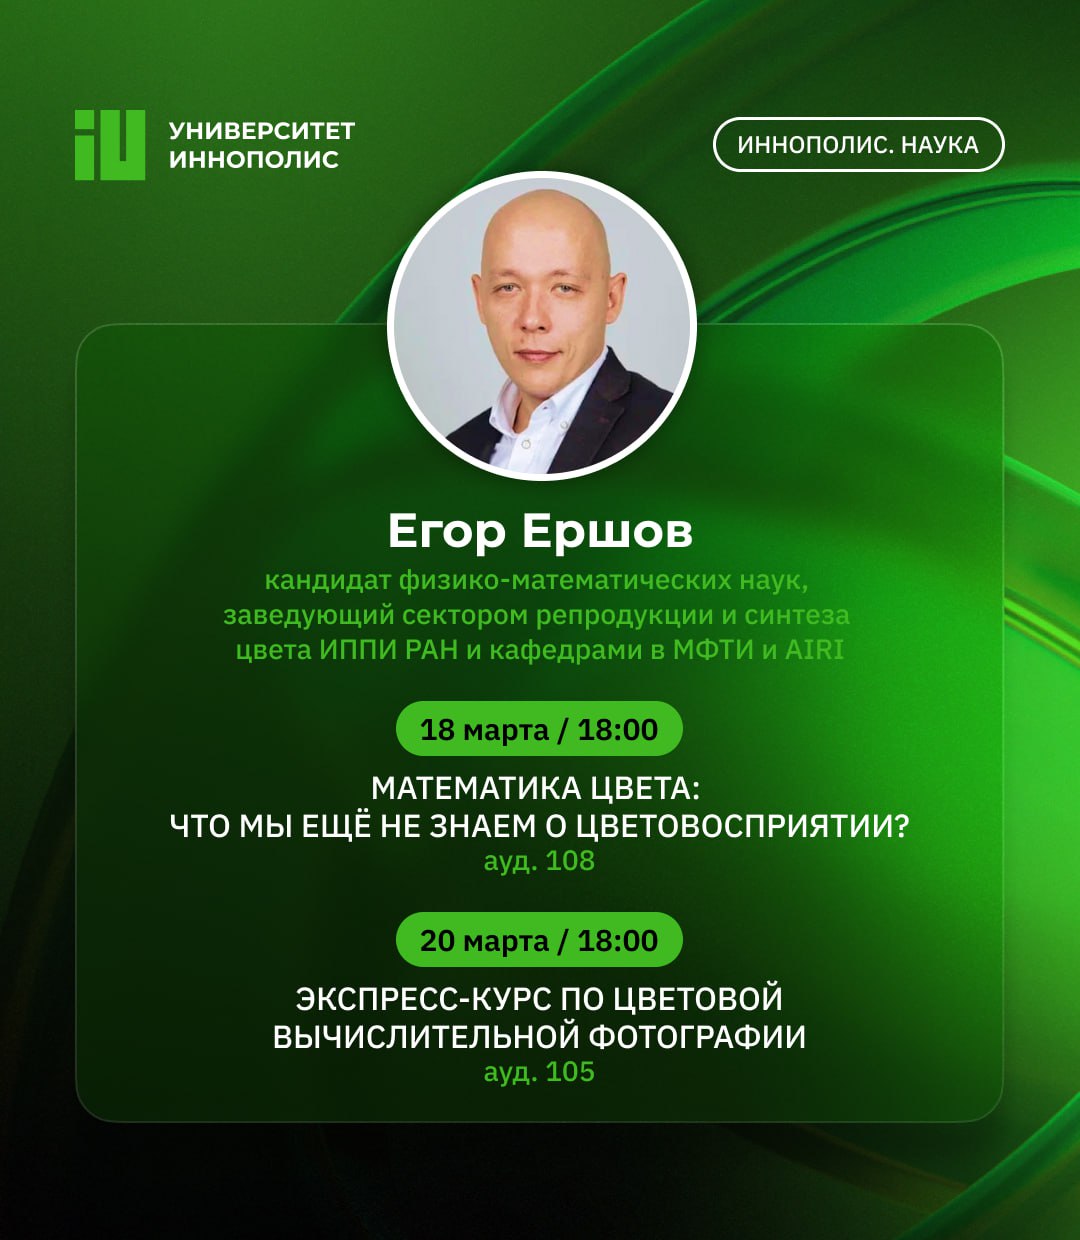 УНИВЕРСИТЕТ
ИННОПОЛИС
ИННОПОЛИС. НАУКА
Егор Ершов
кандидат физико-математических наук,
заведующий сектором репродукции и синтеза
цвета ИППИ РАН и кафедрами в МФТИ и AIRI
18 марта / 18:00
МАТЕМАТИКА ЦВЕТА:
ЧТО МЫ ЕЩЁ НЕ ЗНАЕМ О ЦВЕТОВОСПРИЯТИИ?
ауд. 108
20 марта / 18:00
ЭКСПРЕСС-КУРС ПО ЦВЕТОВОЙ
ВЫЧИСЛИТЕЛЬНОЙ ФОТОГРАФИИ
ауд. 105